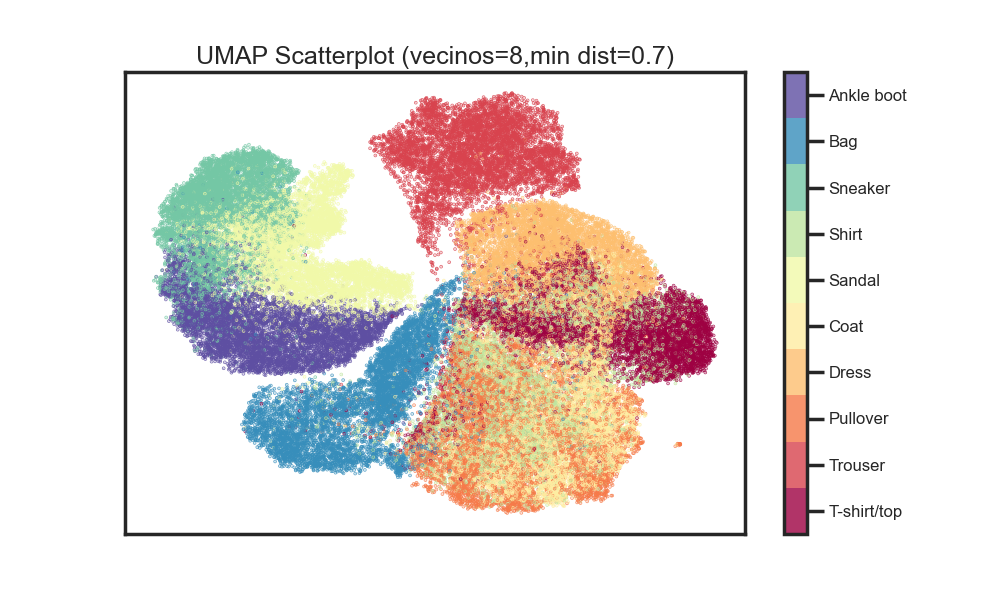 UMAP Scatterplot (vecinos=8,min dist=0.7)
Ankle boot
Bag
Sneaker
Shirt
Sandal
Coat
Dress
Pullover
Trouser
T-shirt/top